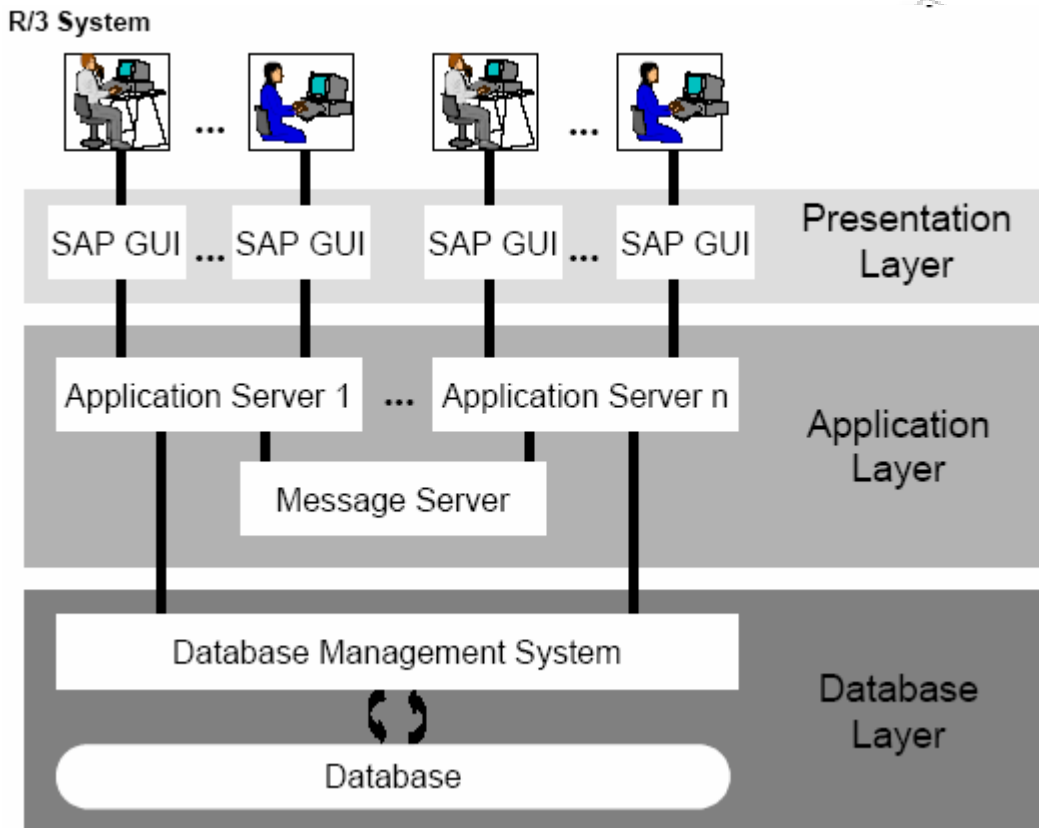 R/3 System
... ...
SAP GUI ... SAP GUI SAP GUI ... SAP GUI
Presentation
Layer
Application Server 1 ... Application Server n
Message Server
Application
Layer
Database Management System
Database
Database
Layer